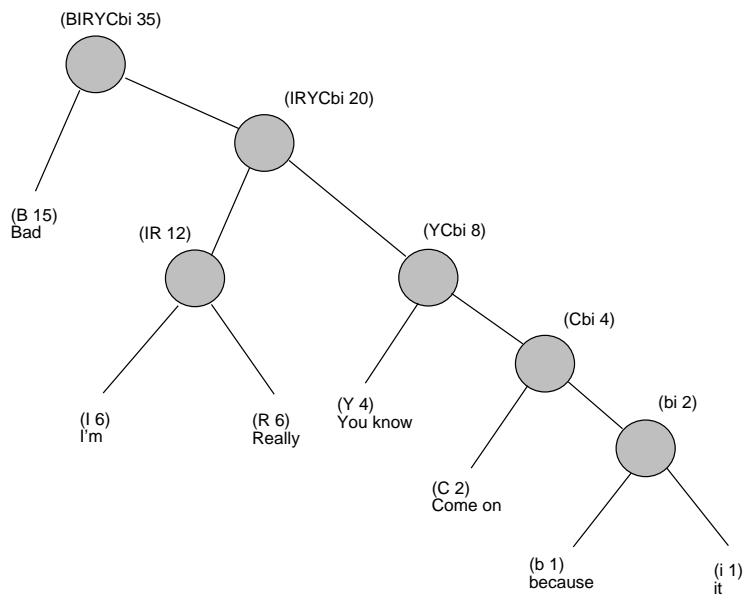 (BIRYCbi 35)
(IRYCbi 20)
(B 15)
Bad
(IR 12)
(YCbi 8)
(Cbi 4)
(I 6)
I'm
(R 6)
Really
(Y 4)
You know
(bi 2)
(C 2)
Come on
(b 1)
because
(i 1)
it